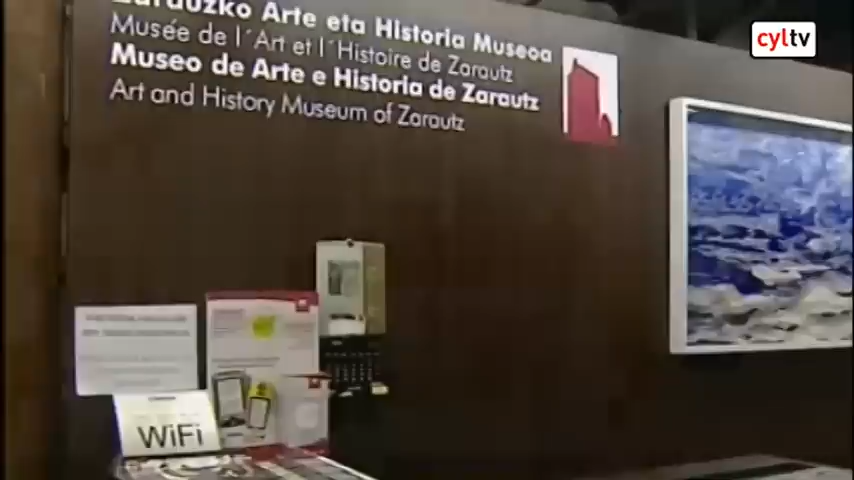 Zarauzko Arte eta Historia Museoa
Musée de l´Art et l´Histoire de Zarautz
Museo de Arte e Historia de Zarautz
Art and History Museum of Zarautz
cyltv
WiFi